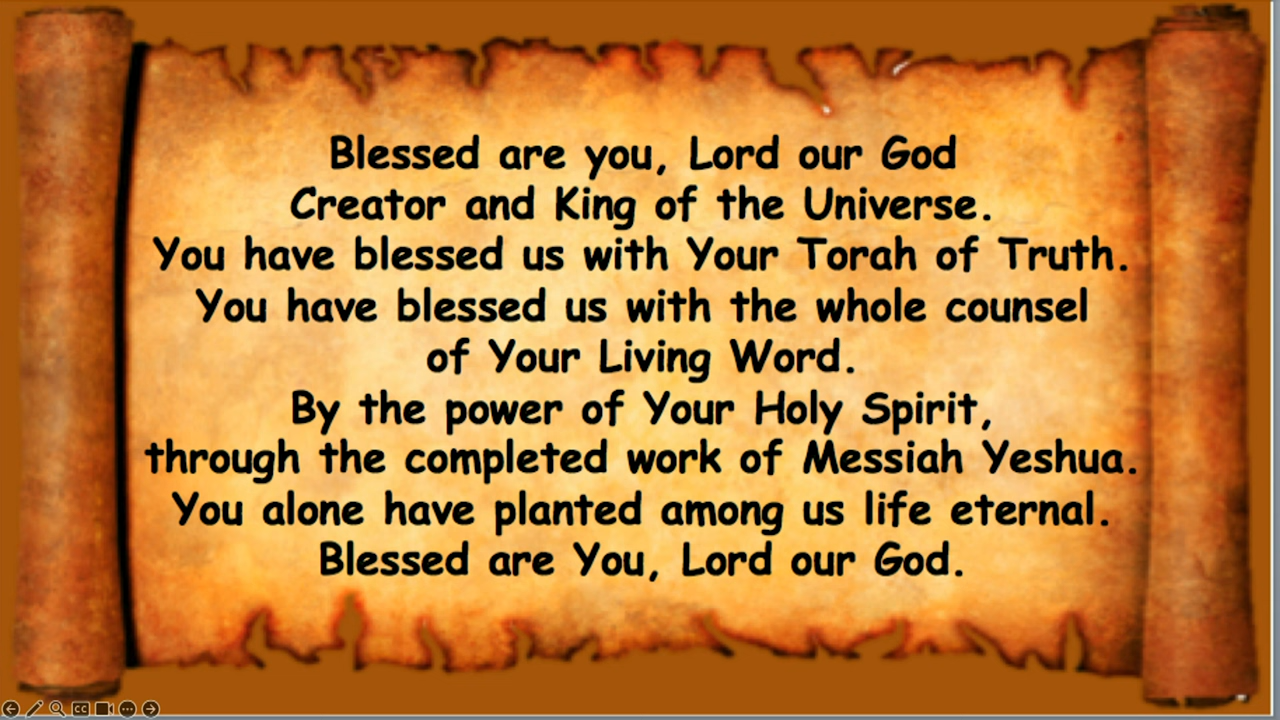 Blessed are you, Lord our God
Creator and King of the Universe.
You have blessed us with Your Torah of Truth.
You have blessed us with the whole counsel
of Your Living Word.
By the power of Your Holy Spirit,
through the completed work of Messiah Yeshua.
You alone have planted among us life eternal.
Blessed are You, Lord our God.
CC